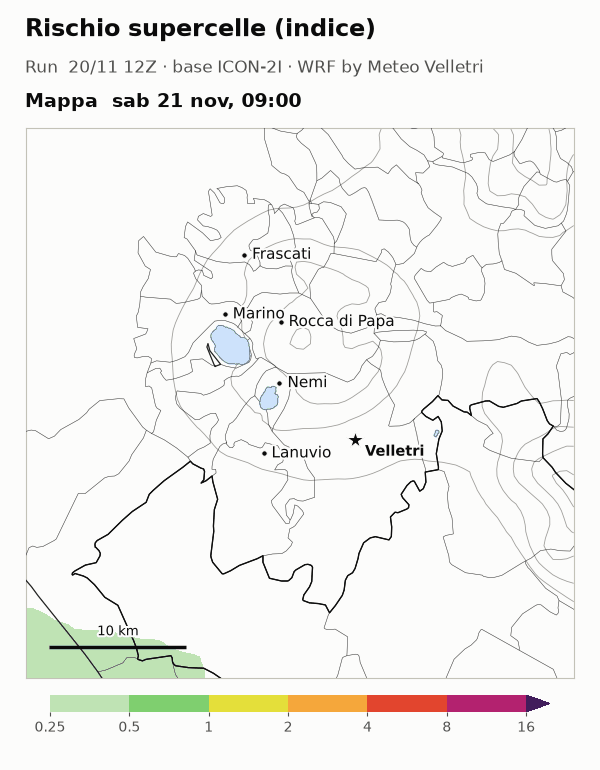 Rischio supercelle (indice)
Run  20/11 12Z · base ICON-2I · WRF by Meteo Velletri
Mappa  sab 21 nov, 09:00
Frascati
Marino
Rocca di Papa
Nemi
Velletri
Lanuvio
10 km
0.25 0.5 1 2 4 8 16